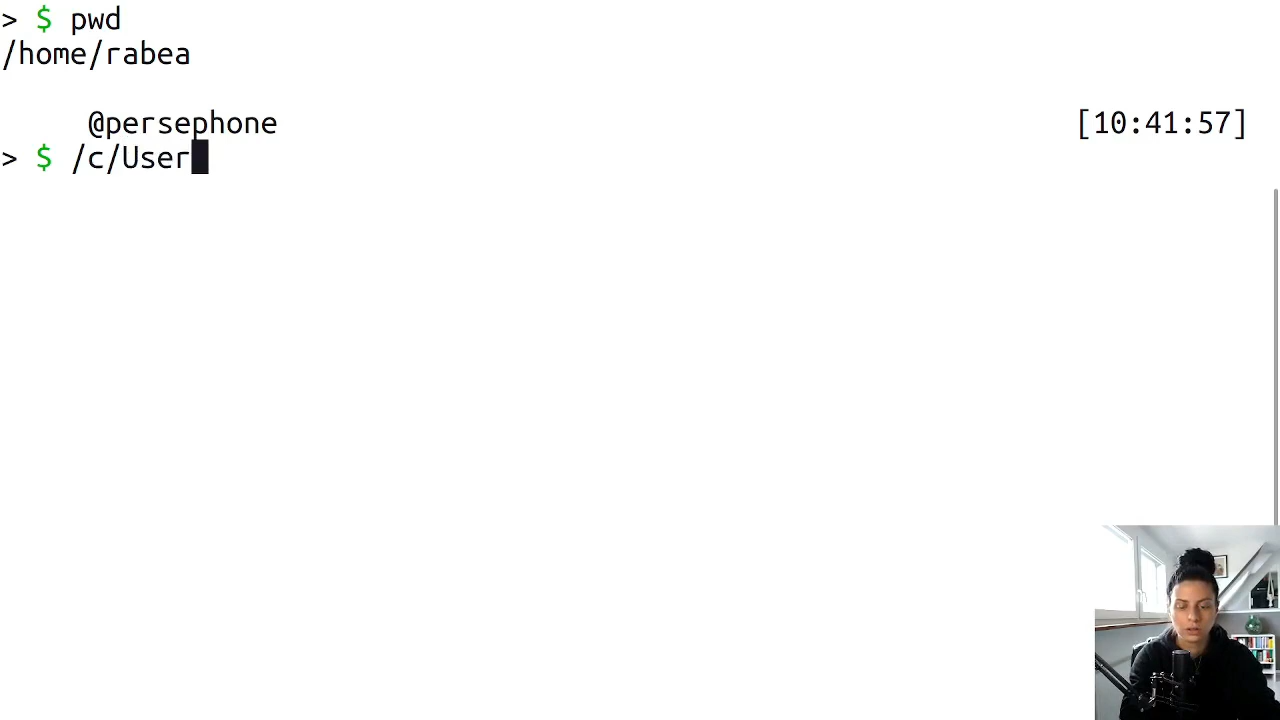 > $ pwd
/home/rabea
@persephone [10:41:57]
> $ /c/User